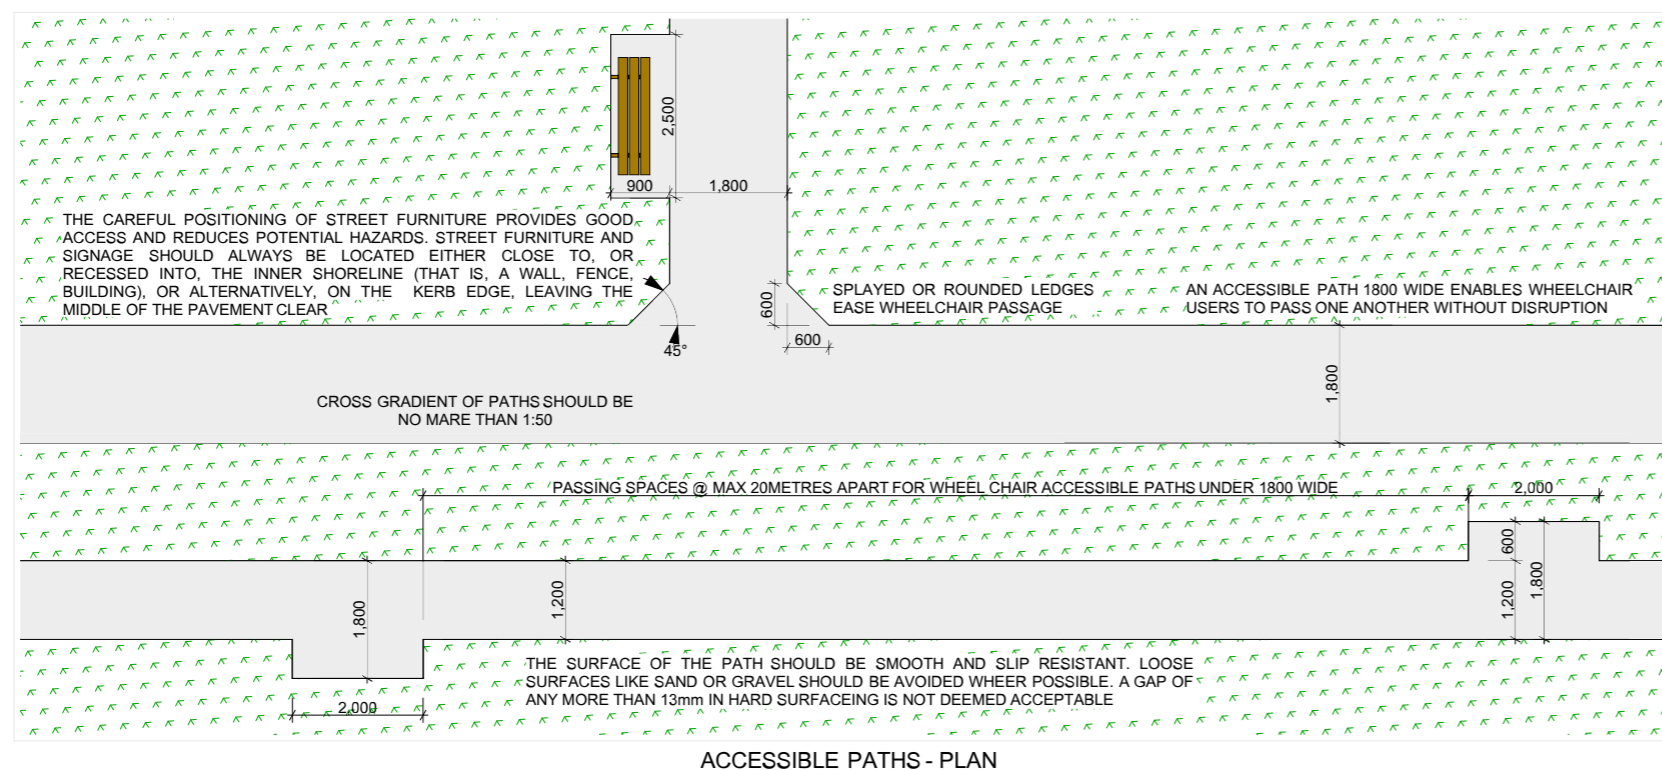 2,500
900
1,800
THE CAREFUL POSITIONING OF STREET FURNITURE PROVIDES GOOD
ACCESS AND REDUCES POTENTIAL HAZARDS. STREET FURNITURE AND
SIGNAGE SHOULD ALWAYS BE LOCATED EITHER CLOSE TO, OR
RECESSED INTO, THE INNER SHORELINE (THAT IS, A WALL, FENCE,
BUILDING), OR ALTERNATIVELY, ON THE KERB EDGE, LEAVING THE
MIDDLE OF THE PAVEMENT CLEAR
600
SPLAYED OR ROUNDED LEDGES
EASE WHEELCHAIR PASSAGE
AN ACCESSIBLE PATH 1800 WIDE ENABLES WHEELCHAIR
USERS TO PASS ONE ANOTHER WITHOUT DISRUPTION
45°
600
1,800
CROSS GRADIENT OF PATHS SHOULD BE
NO MARE THAN 1:50
PASSING SPACES @ MAX 20METRES APART FOR WHEEL CHAIR ACCESSIBLE PATHS UNDER 1800 WIDE
2,000
600
1,800
1,200
1,200
1,800
THE SURFACE OF THE PATH SHOULD BE SMOOTH AND SLIP RESISTANT. LOOSE
SURFACES LIKE SAND OR GRAVEL SHOULD BE AVOIDED WHEER POSSIBLE. A GAP OF
ANY MORE THAN 13mm IN HARD SURFACEING IS NOT DEEMED ACCEPTABLE
2,000
ACCESSIBLE PATHS - PLAN